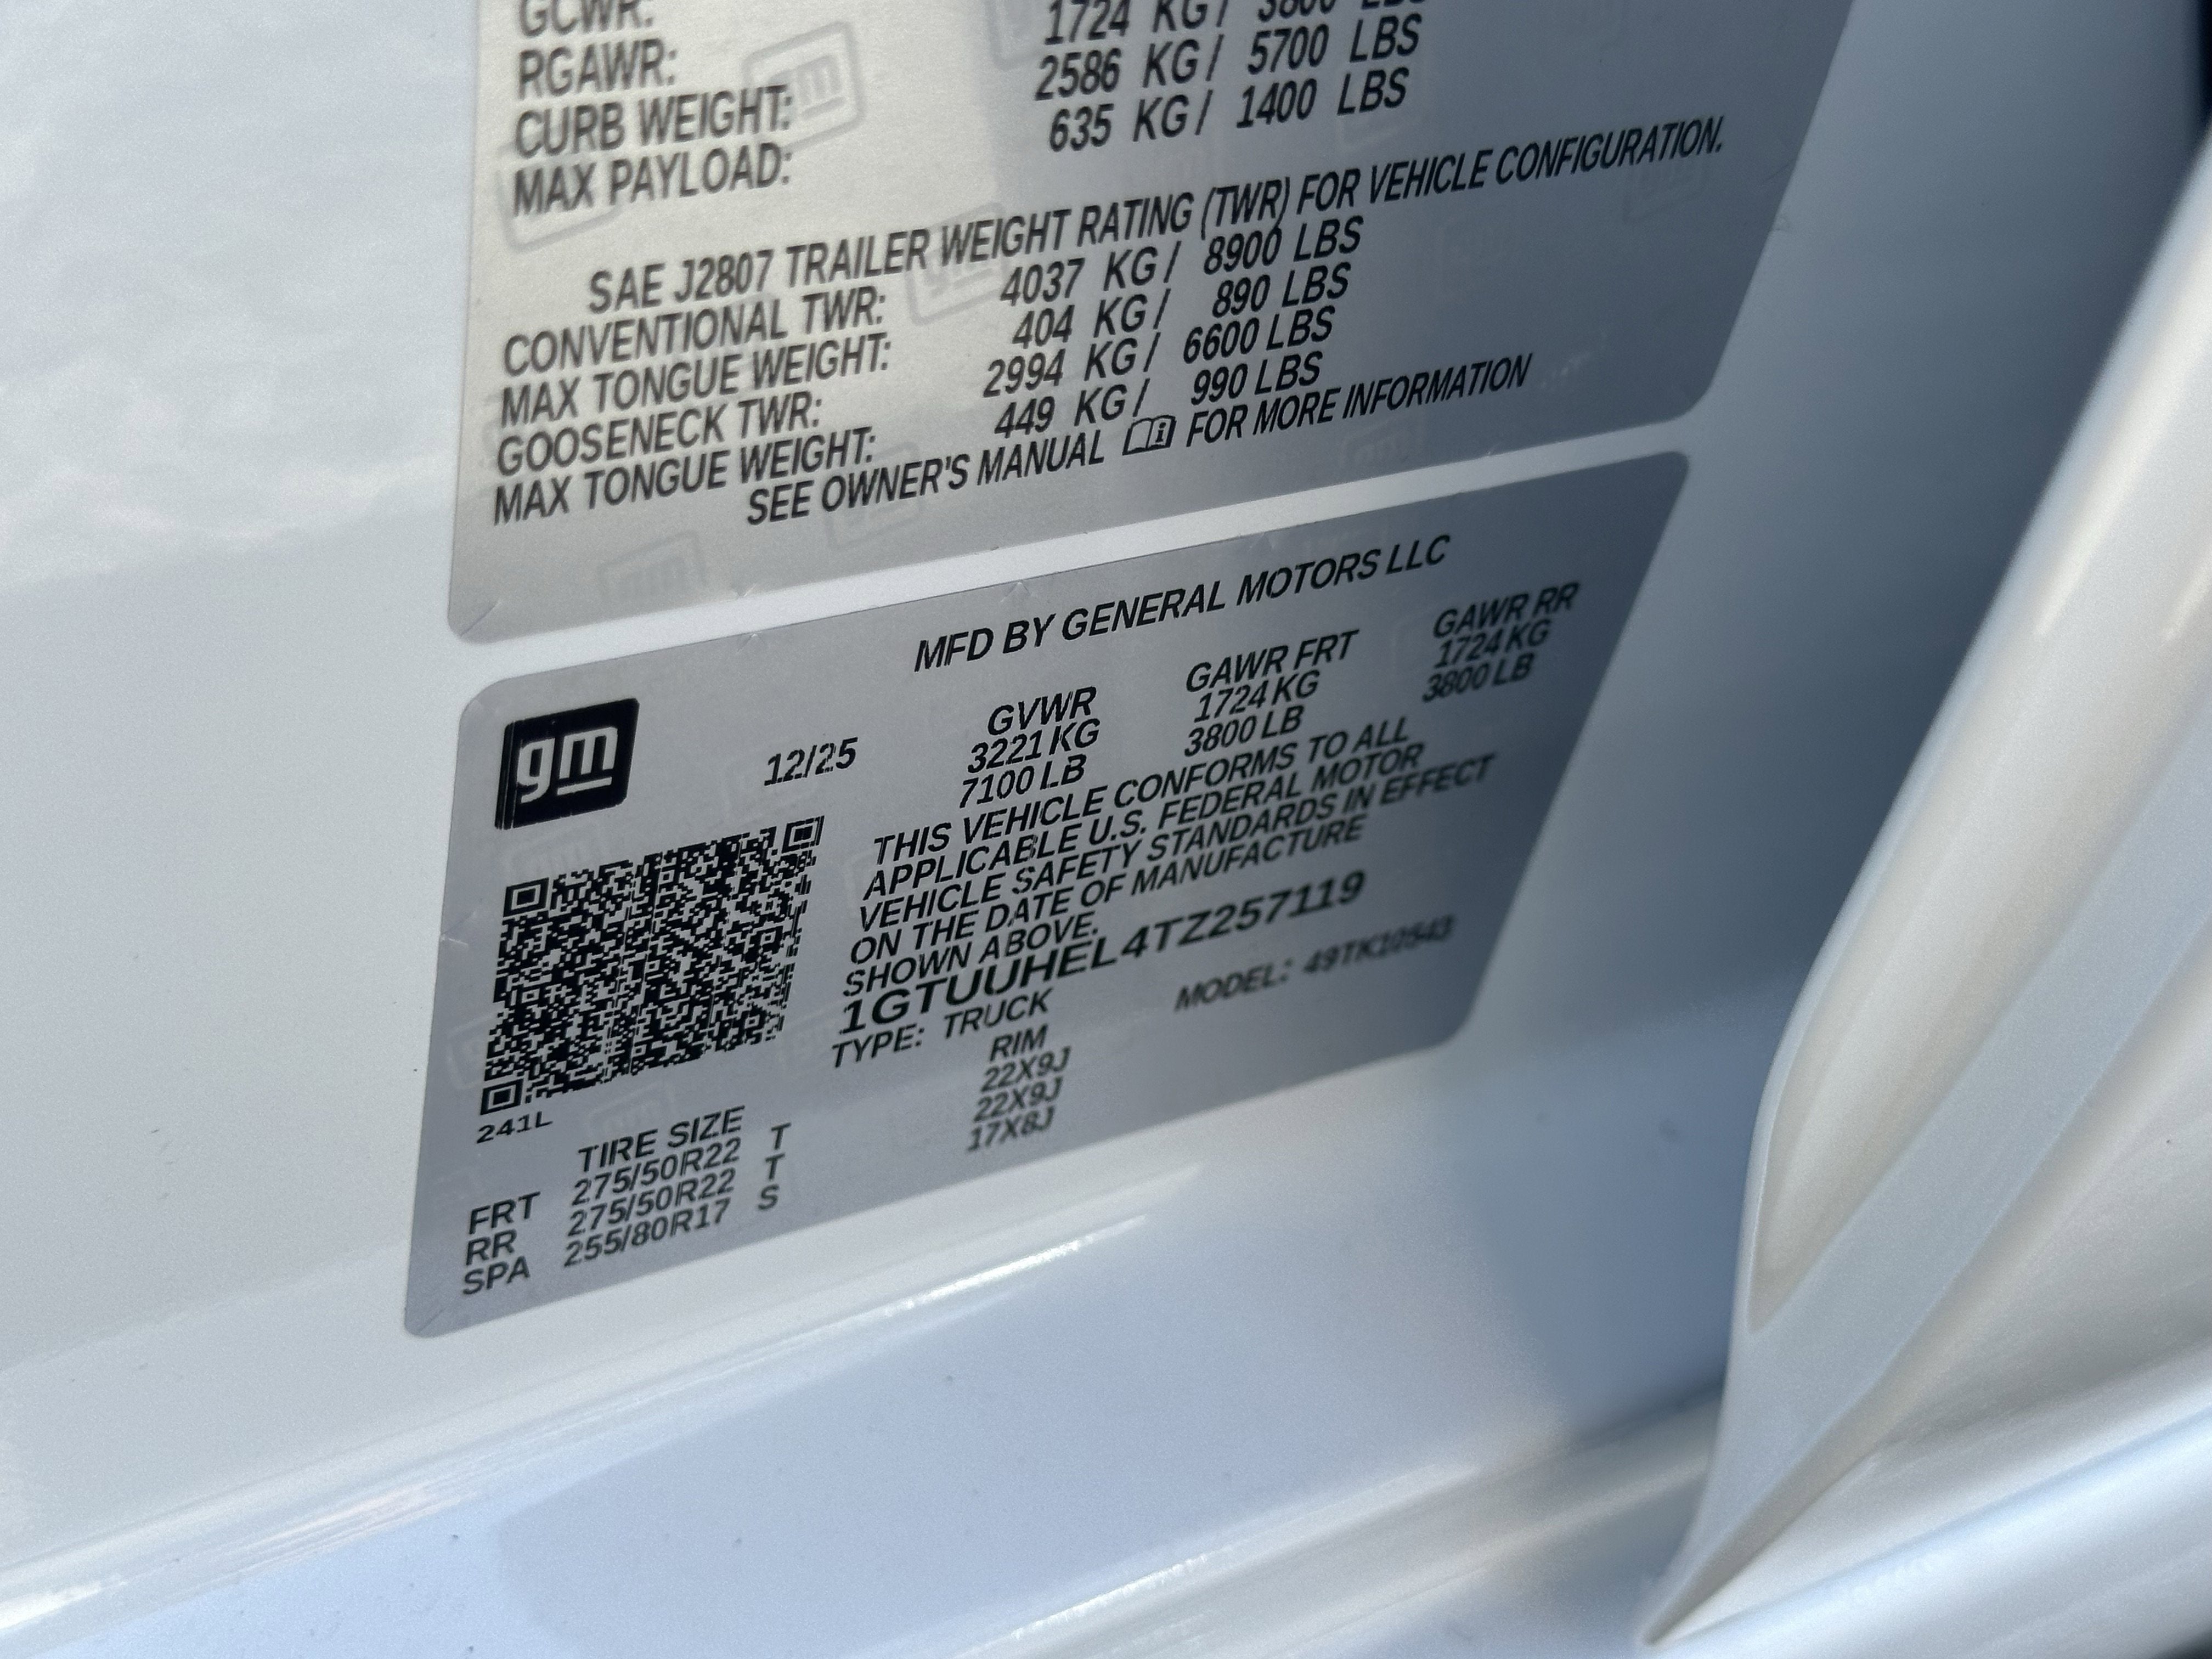 GCWR:
RGAWR: 1724 KG / 3800 LBS
CURB WEIGHT: 2586 KG / 5700 LBS
MAX PAYLOAD: 635 KG / 1400 LBS
SAE J2807 TRAILER WEIGHT RATING (TWR) FOR VEHICLE CONFIGURATION.
CONVENTIONAL TWR: 4037 KG / 8900 LBS
MAX TONGUE WEIGHT: 404 KG / 890 LBS
GOOSENECK TWR: 2994 KG / 6600 LBS
MAX TONGUE WEIGHT: 449 KG / 990 LBS
SEE OWNER'S MANUAL FOR MORE INFORMATION
MFD BY GENERAL MOTORS LLC
gm
12/25
GVWR GAWR FRT GAWR RR
3221 KG 1724 KG 1724 KG
7100 LB 3800 LB 3800 LB
THIS VEHICLE CONFORMS TO ALL
APPLICABLE U.S. FEDERAL MOTOR
VEHICLE SAFETY STANDARDS IN EFFECT
ON THE DATE OF MANUFACTURE
SHOWN ABOVE.
1GTUUHEL4TZ257119
TYPE: TRUCK MODEL: 49TK10543
241L
TIRE SIZE RIM
FRT 275/50R22 T 22X9J
RR 275/50R22 T 22X9J
SPA 255/80R17 S 17X8J